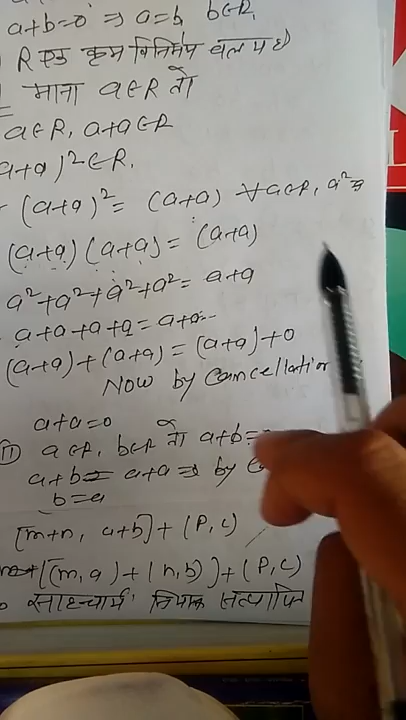 a+b=0 ⇒ a=b, b∈R,
R एक क्रम विनिमेय वलय है
माना a∈R तो
a∈R, a+a∈R
(a+a)²∈R.
(a+a)² = (a+a) ∀a∈R, a²=
(a+a)(a+a) = (a+a)
a²+a²+a²+a² = a+a
a+a+a+a = a+a--
(a+a)+(a+a) = (a+a)+0
Now by Cancellation
a+a=0
(ii) a∈R, b∈R तो a+b=
a+b = a+a ⇒ by
b=a
[m+n, a+b]+(P,c)
[(m,a)+(n,b)]+(P,c)
साहचार्य नियम सत्यापित